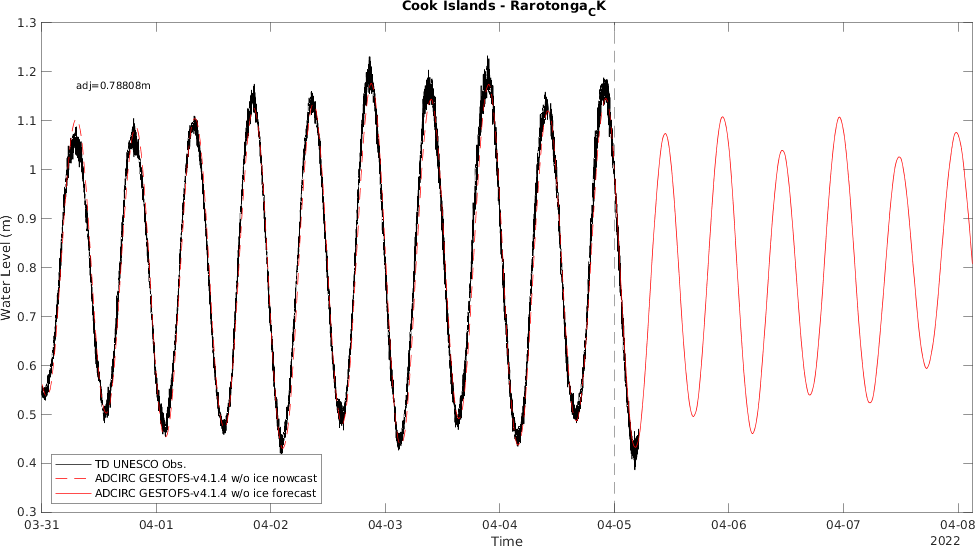 Cook Islands - Rarotonga_CK
1.3
1.2
1.1
1
0.9
0.8
0.7
0.6
0.5
0.4
0.3
Water Level (m)
adj=0.78808m
TD UNESCO Obs.
ADCIRC GESTOFS-v4.1.4 w/o ice nowcast
ADCIRC GESTOFS-v4.1.4 w/o ice forecast
03-31 04-01 04-02 04-03 04-04 04-05 04-06 04-07 04-08
Time
2022